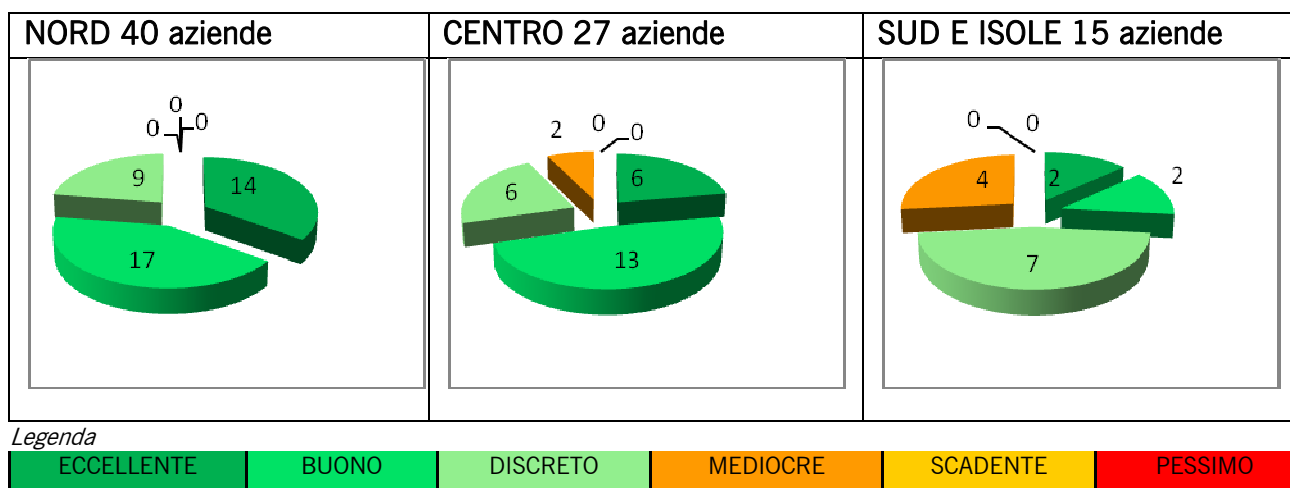 NORD 40 aziende
CENTRO 27 aziende
SUD E ISOLE 15 aziende
0
0
0
9
14
17
2
0
0
6
6
13
0
0
4
2
2
7
Legenda
ECCELLENTE
BUONO
DISCRETO
MEDIOCRE
SCADENTE
PESSIMO